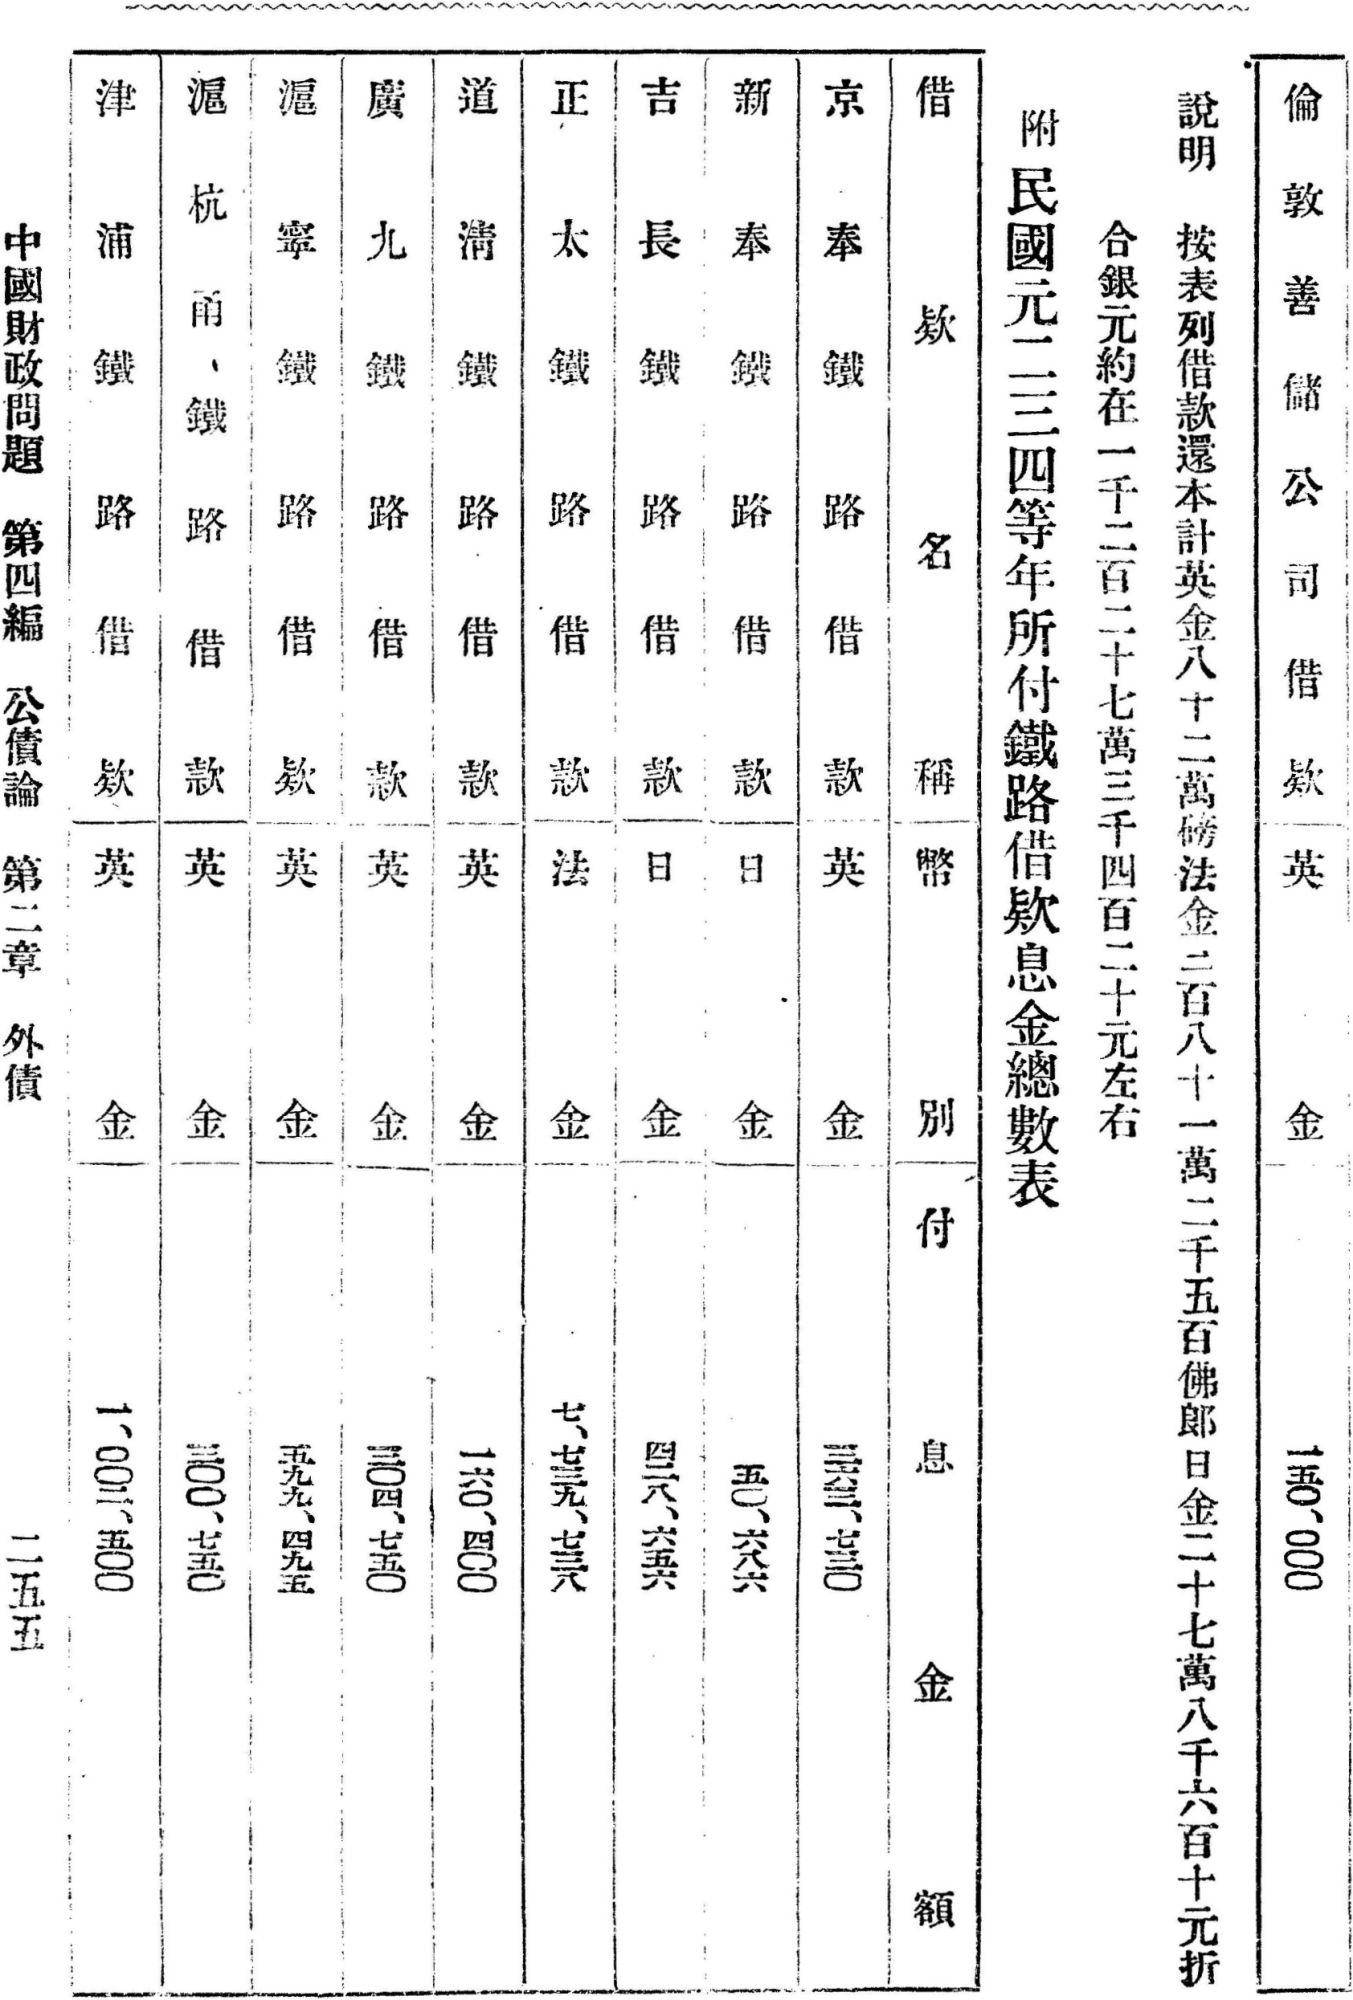 倫敦善儲公司借欵 英金 一五〇、〇〇〇
說明 按表列借款還本計英金八十二萬磅法金二百八十一萬二千五百佛郎日金二十七萬八千六百十元折
合銀元約在一千二百二十七萬三千四百二十元左右
附 民國元二三四等年所付鐵路借欵息金總數表
借欵名稱 幣別 付息金額
京奉鐵路借款 英金 、七三〇
新奉鐵路借款 日金 五〇、六八六
吉長鐵路借款 日金 四二八、六五六
正太鐵路借款 法金 七、七三九、七三八
道清鐵路借款 英金 一六〇、四〇〇
廣九鐵路借款 英金 三〇四、七五〇
滬寧鐵路借欵 英金 五九九、四九五
滬杭甬、鐵路借款 英金 三〇〇、七五〇
津浦鐵路借欵 英金 一、〇〇二、五〇〇
中國財政問題 第四編 公債論 第二章 外債 二五五